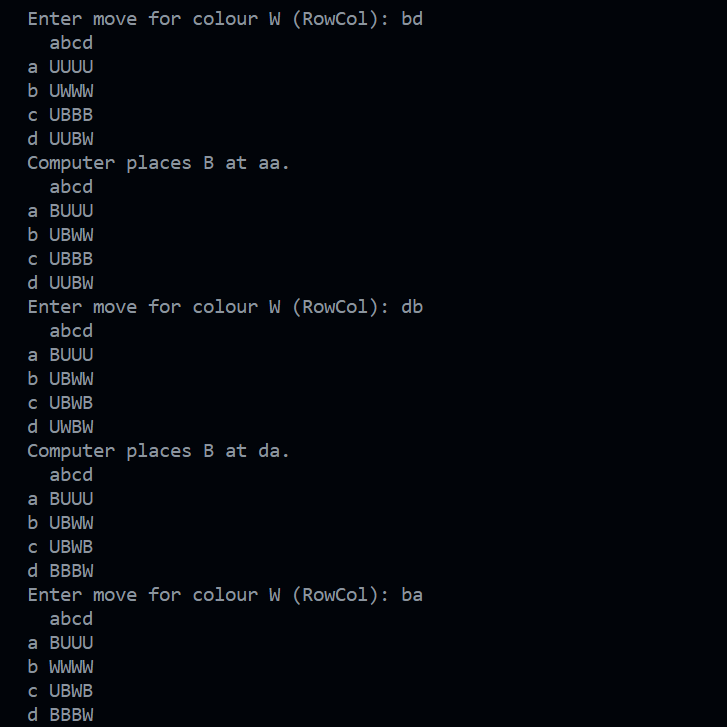 Enter move for colour W (RowCol): bd
  abcd
a UUUU
b UWWW
c UBBB
d UUBW
Computer places B at aa.
  abcd
a BUUU
b UBWW
c UBBB
d UUBW
Enter move for colour W (RowCol): db
  abcd
a BUUU
b UBWW
c UBWB
d UWBW
Computer places B at da.
  abcd
a BUUU
b UBWW
c UBWB
d BBBW
Enter move for colour W (RowCol): ba
  abcd
a BUUU
b WWWW
c UBWB
d BBBW